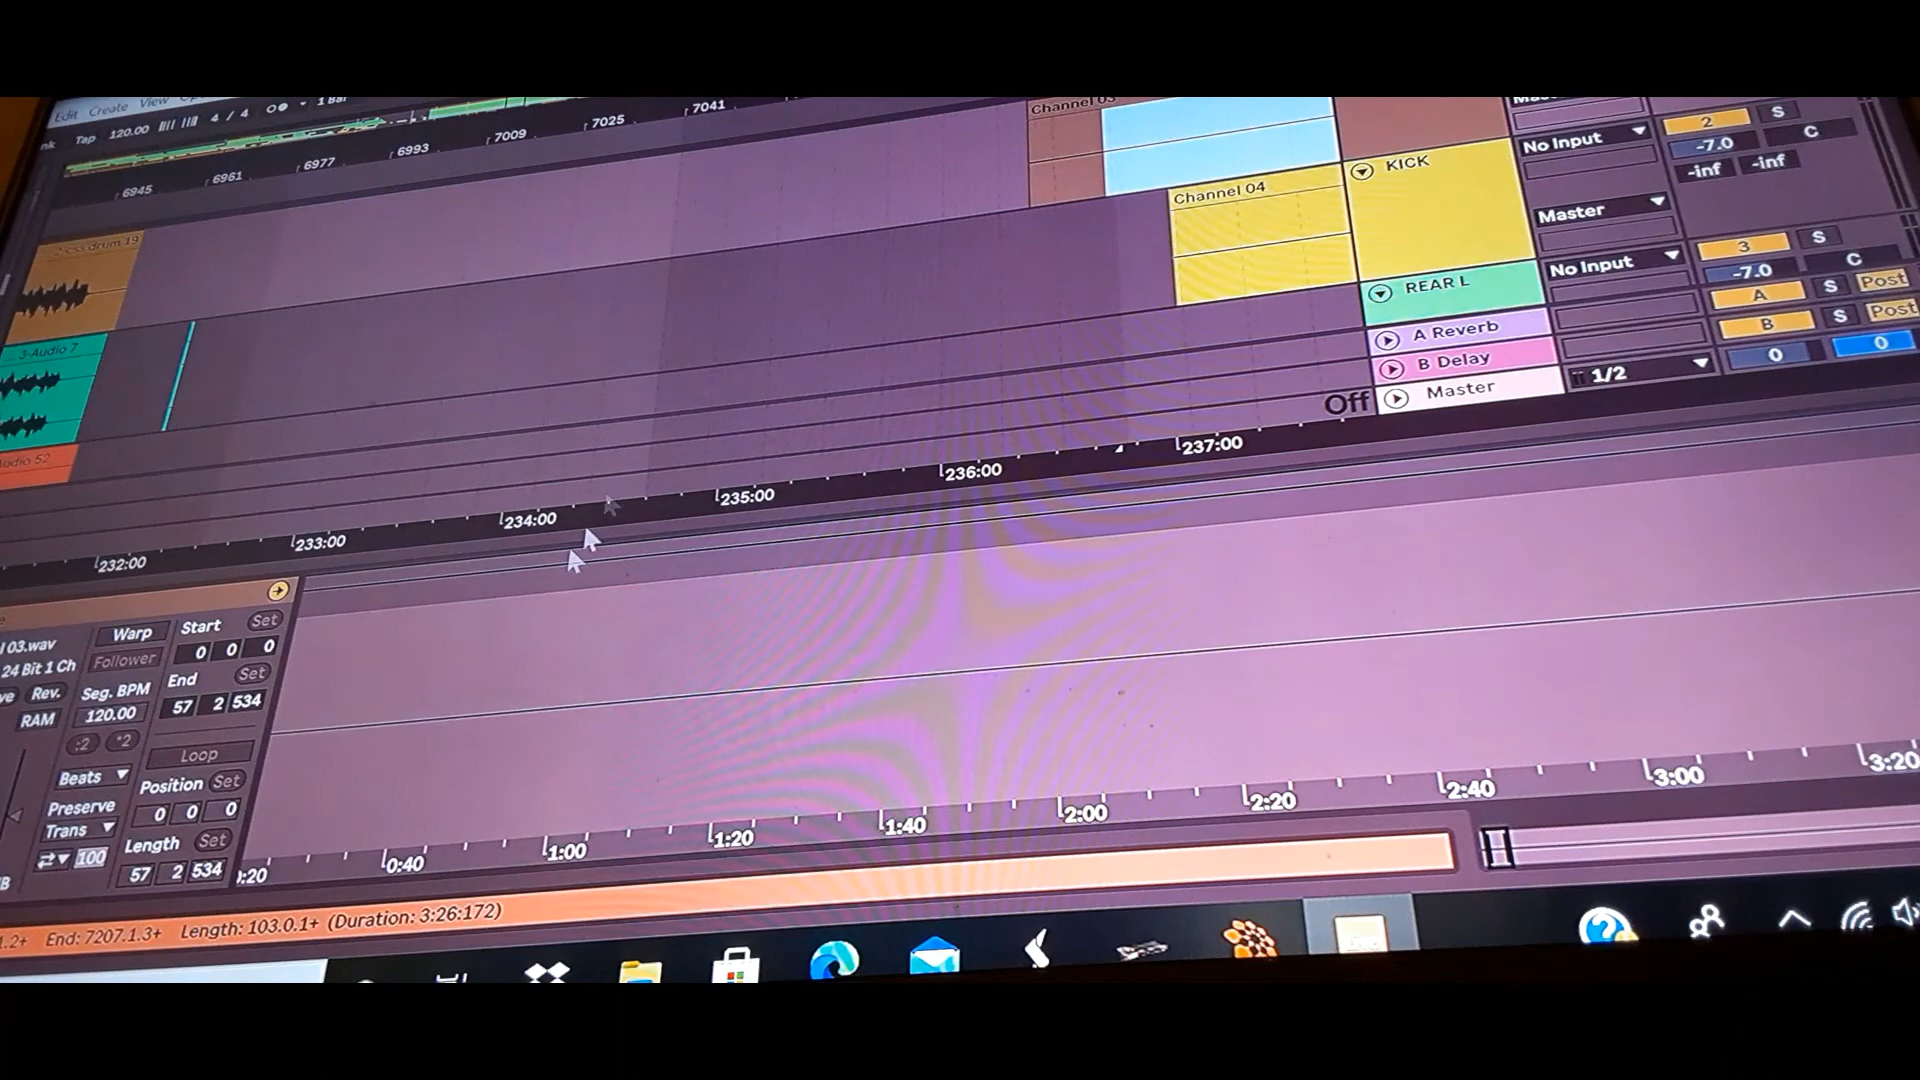 Edit Create View
Tap 120.00 4 / 4 1 Bar
6945 6961 6977 6993 7009 7025 7041
Channel 03
drum 19
3-Audio 7
Audio 52
Channel 04
KICK
REAR L
A Reverb
B Delay
Master
Off
No Input
Master
No Input
1/2
2 S
-7.0 C
-inf -inf
3 S
-7.0 C
A S Post
B S Post
0 0
232:00 233:00 234:00 235:00 236:00 237:00
03.wav
24 Bit 1 Ch
Rev.
RAM
Warp
Follower
Seg. BPM
120.00
:2 *2
Beats
Preserve
Trans
100
Start Set
0 0 0
End Set
57 2 534
Loop
Position Set
0 0 0
Length Set
57 2 534
:20 0:40 1:00 1:20 1:40 2:00 2:20 2:40 3:00 3:20
1.2+ End: 7207.1.3+ Length: 103.0.1+ (Duration: 3:26:172)